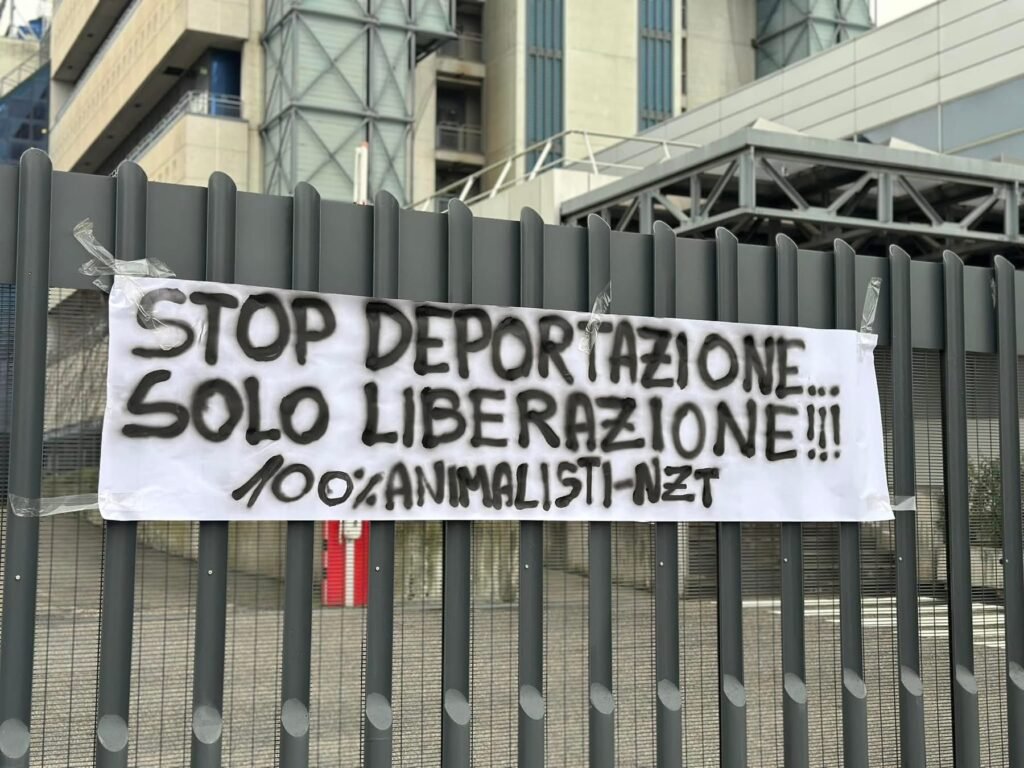 STOP DEPORTAZIONE...
SOLO LIBERAZIONE!!!
100%ANIMALISTI-NZT